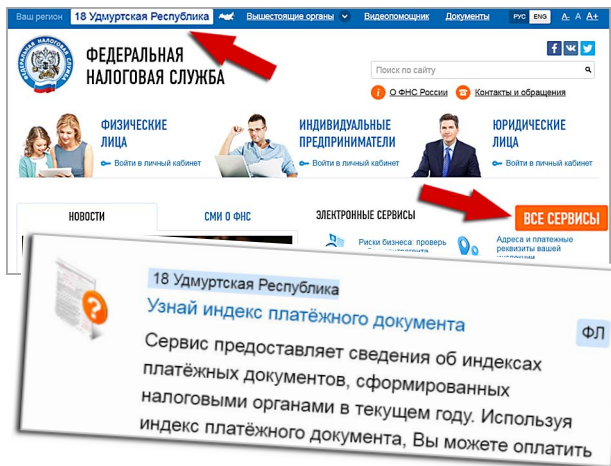 Ваш регион 18 Удмуртская Республика Вышестоящие органы Видеопомощник Документы РУС ENG A- A A+
ФЕДЕРАЛЬНАЯ НАЛОГОВАЯ СЛУЖБА
ФЕДЕРАЛЬНАЯ
НАЛОГОВАЯ СЛУЖБА
Поиск по сайту
О ФНС России Контакты и обращения
ФИЗИЧЕСКИЕ
ЛИЦА
Войти в личный кабинет
ИНДИВИДУАЛЬНЫЕ
ПРЕДПРИНИМАТЕЛИ
Войти в личный кабинет
ЮРИДИЧЕСКИЕ
ЛИЦА
Войти в личный кабинет
НОВОСТИ СМИ О ФНС ЭЛЕКТРОННЫЕ СЕРВИСЫ ВСЕ СЕРВИСЫ
Риски бизнеса: проверь
Адреса и платежные
реквизиты вашей
18 Удмуртская Республика
Узнай индекс платёжного документа
ФЛ
Сервис предоставляет сведения об индексах
платёжных документов, сформированных
налоговыми органами в текущем году. Используя
индекс платёжного документа, Вы можете оплатить